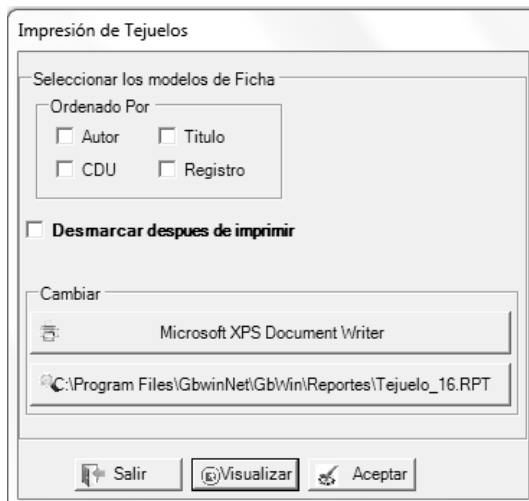 Impresión de Tejuelos
Seleccionar los modelos de Ficha
Ordenado Por
Autor Titulo
CDU Registro
Desmarcar despues de imprimir
Cambiar
Microsoft XPS Document Writer
C:\Program Files\GbwinNet\GbWin\Reportes\Tejuelo_16.RPT
Salir Visualizar Aceptar